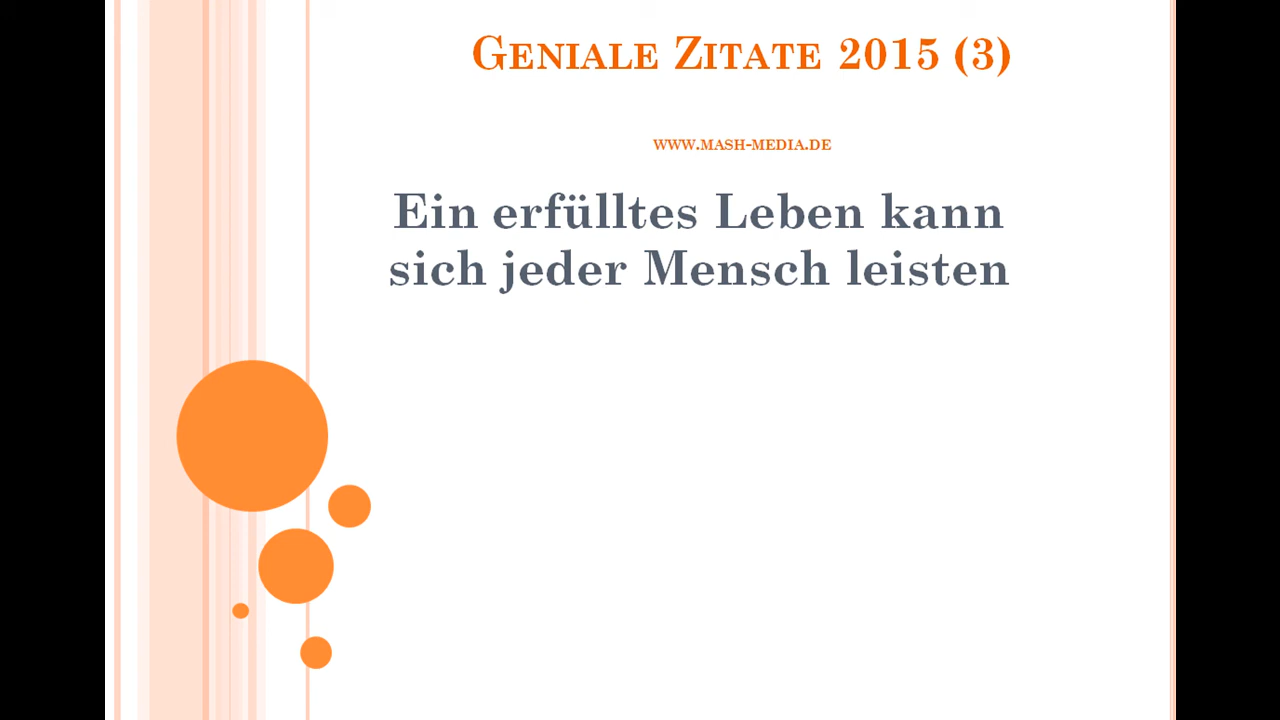 Geniale Zitate 2015 (3)
www.mash-media.de
Ein erfülltes Leben kann
sich jeder Mensch leisten